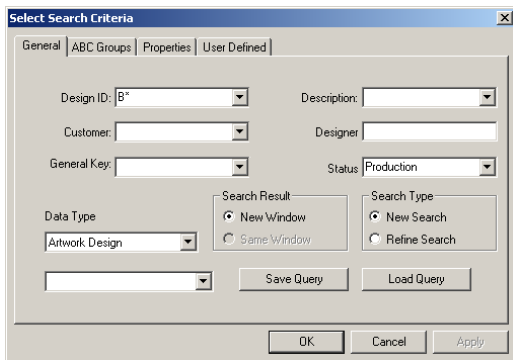 Select Search Criteria
General ABC Groups Properties User Defined
Design ID: B* Description:
Customer: Designer
General Key: Status Production
Search Result Search Type
Data Type New Window New Search
Artwork Design Same Window Refine Search
Save Query Load Query
OK Cancel Apply